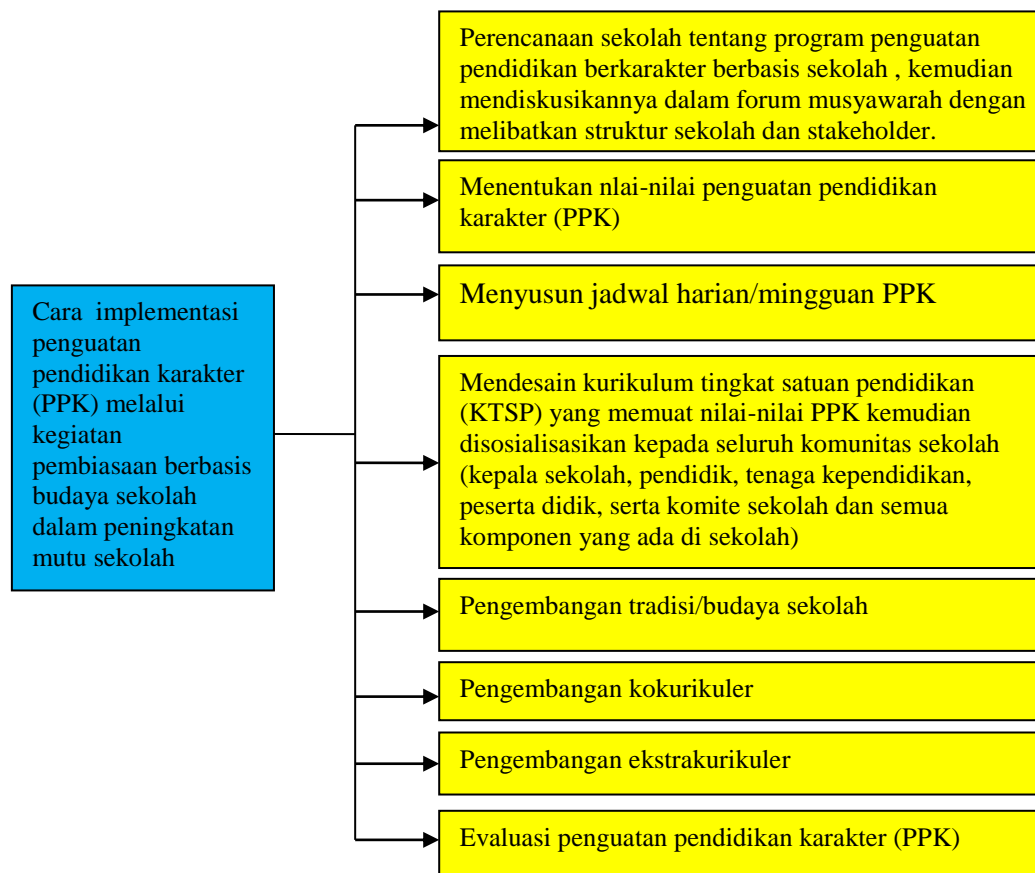 Perencanaan sekolah tentang program penguatan
pendidikan berkarakter berbasis sekolah , kemudian
mendiskusikannya dalam forum musyawarah dengan
melibatkan struktur sekolah dan stakeholder.
Menentukan nlai-nilai penguatan pendidikan
karakter (PPK)
Menyusun jadwal harian/mingguan PPK
Cara implementasi
penguatan
pendidikan karakter
(PPK) melalui
kegiatan
pembiasaan berbasis
budaya sekolah
dalam peningkatan
mutu sekolah
Mendesain kurikulum tingkat satuan pendidikan
(KTSP) yang memuat nilai-nilai PPK kemudian
disosialisasikan kepada seluruh komunitas sekolah
(kepala sekolah, pendidik, tenaga kependidikan,
peserta didik, serta komite sekolah dan semua
komponen yang ada di sekolah)
Pengembangan tradisi/budaya sekolah
Pengembangan kokurikuler
Pengembangan ekstrakurikuler
Evaluasi penguatan pendidikan karakter (PPK)